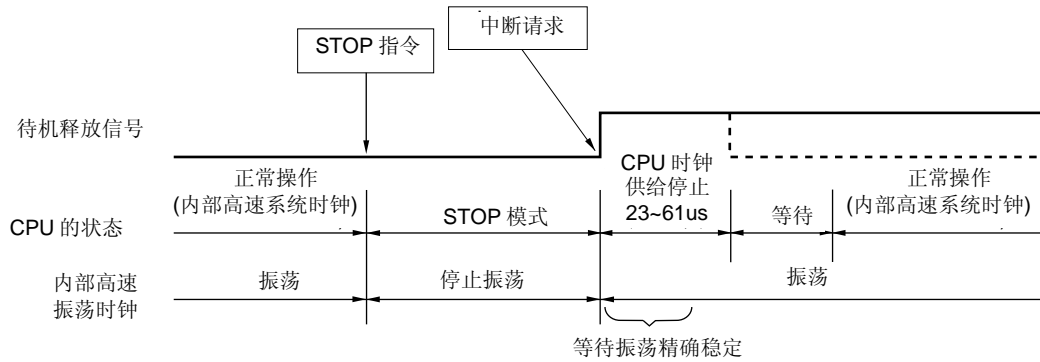 中断请求
STOP 指令
待机释放信号
CPU 时钟
供给停止
23~61us
正常操作
(内部高速系统时钟)
正常操作
(内部高速系统时钟)
CPU 的状态
STOP 模式
等待
内部高速
振荡时钟
振荡
停止振荡
振荡
等待振荡精确稳定